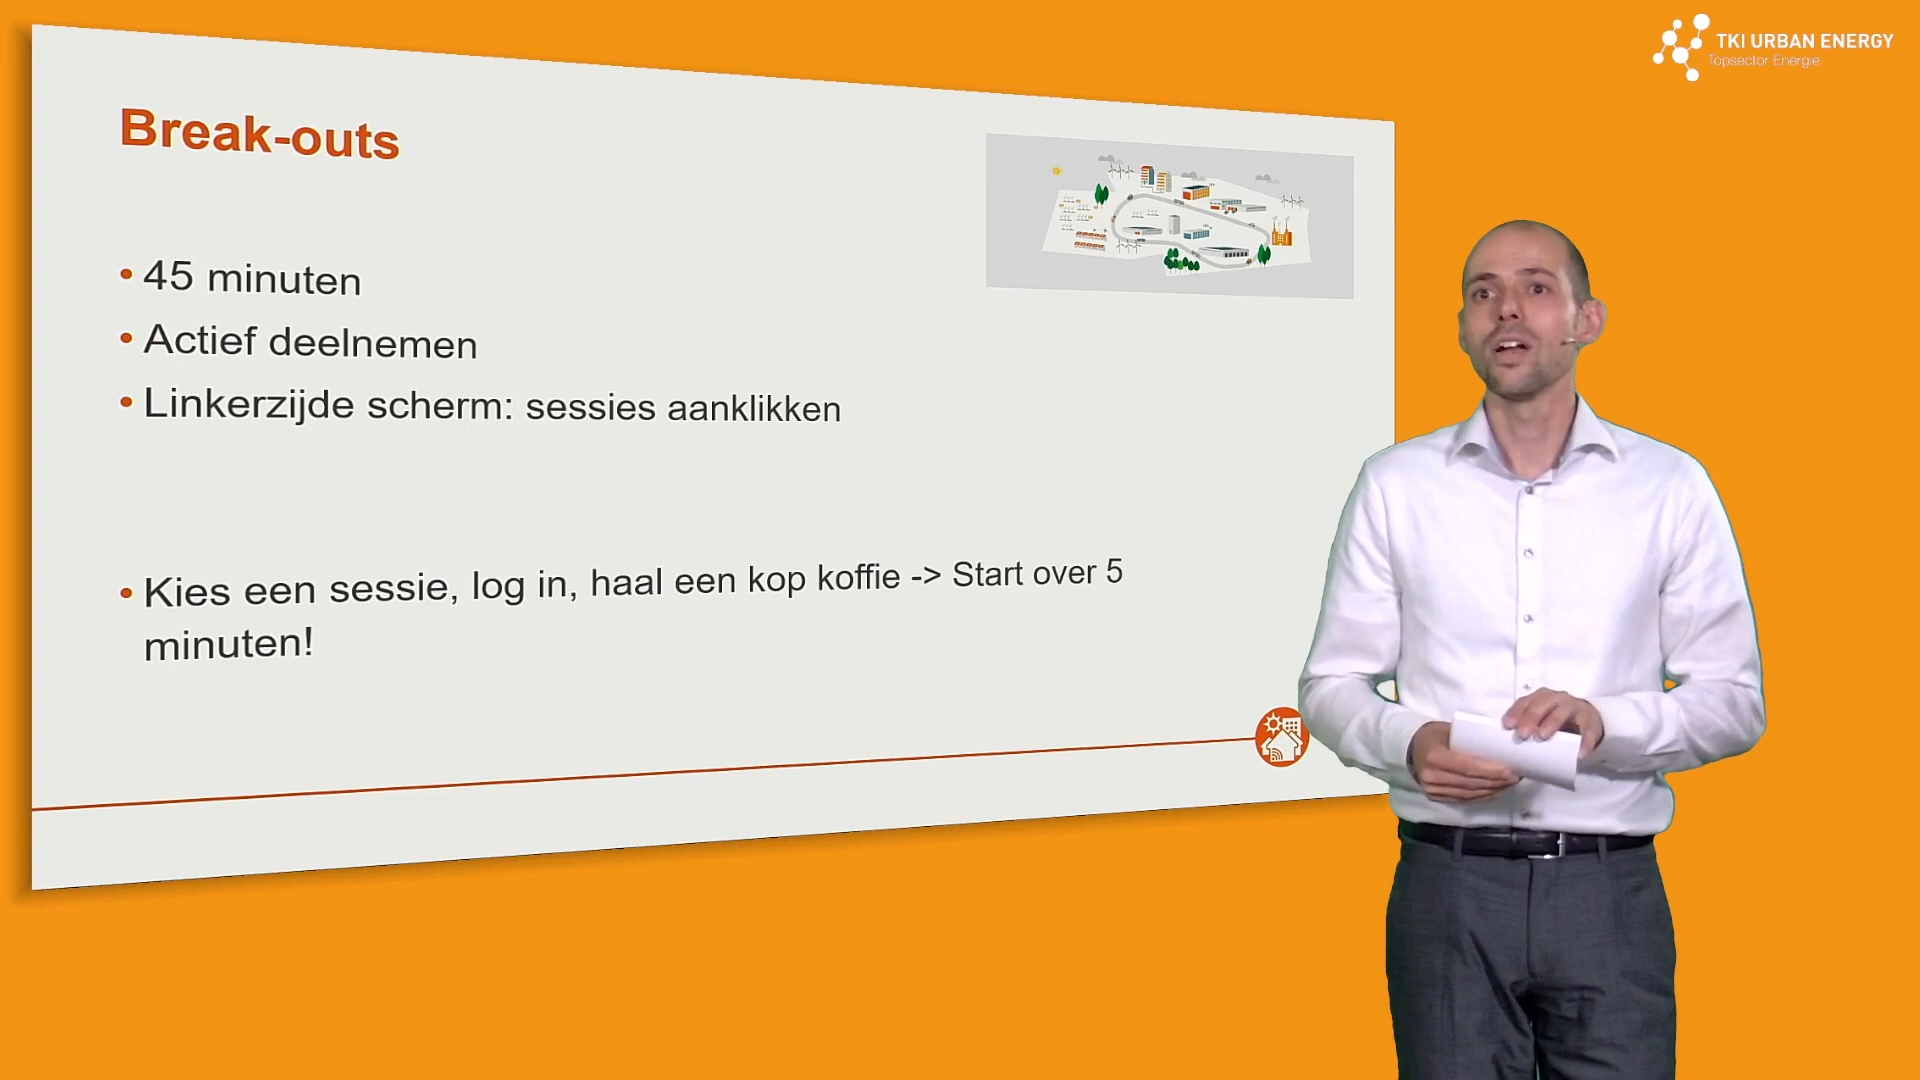 TKI URBAN ENERGY
Topsector Energie
Break-outs
• 45 minuten
• Actief deelnemen
• Linkerzijde scherm: sessies aanklikken
• Kies een sessie, log in, haal een kop koffie -> Start over 5
minuten!